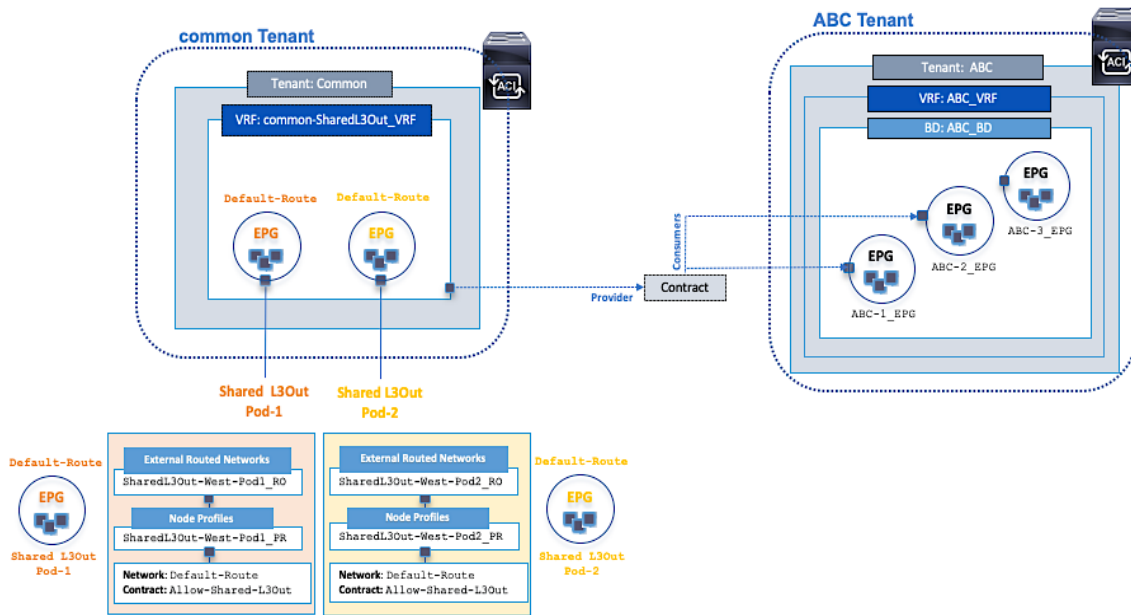 common Tenant
ACI
Tenant: Common
VRF: common-SharedL3Out_VRF
Default-Route
EPG
Default-Route
EPG
Shared L3Out
Pod-1
Shared L3Out
Pod-2
Provider
Contract
Consumers
ABC Tenant
ACI
Tenant: ABC
VRF: ABC_VRF
BD: ABC_BD
EPG
ABC-3_EPG
EPG
ABC-2_EPG
EPG
ABC-1_EPG
Default-Route
EPG
Shared L3Out
Pod-1
External Routed Networks
SharedL3Out-West-Pod1_RO
Node Profiles
SharedL3Out-West-Pod1_PR
Network: Default-Route
Contract: Allow-Shared-L3Out
External Routed Networks
SharedL3Out-West-Pod2_RO
Node Profiles
SharedL3Out-West-Pod2_PR
Network: Default-Route
Contract: Allow-Shared-L3Out
Default-Route
EPG
Shared L3Out
Pod-2